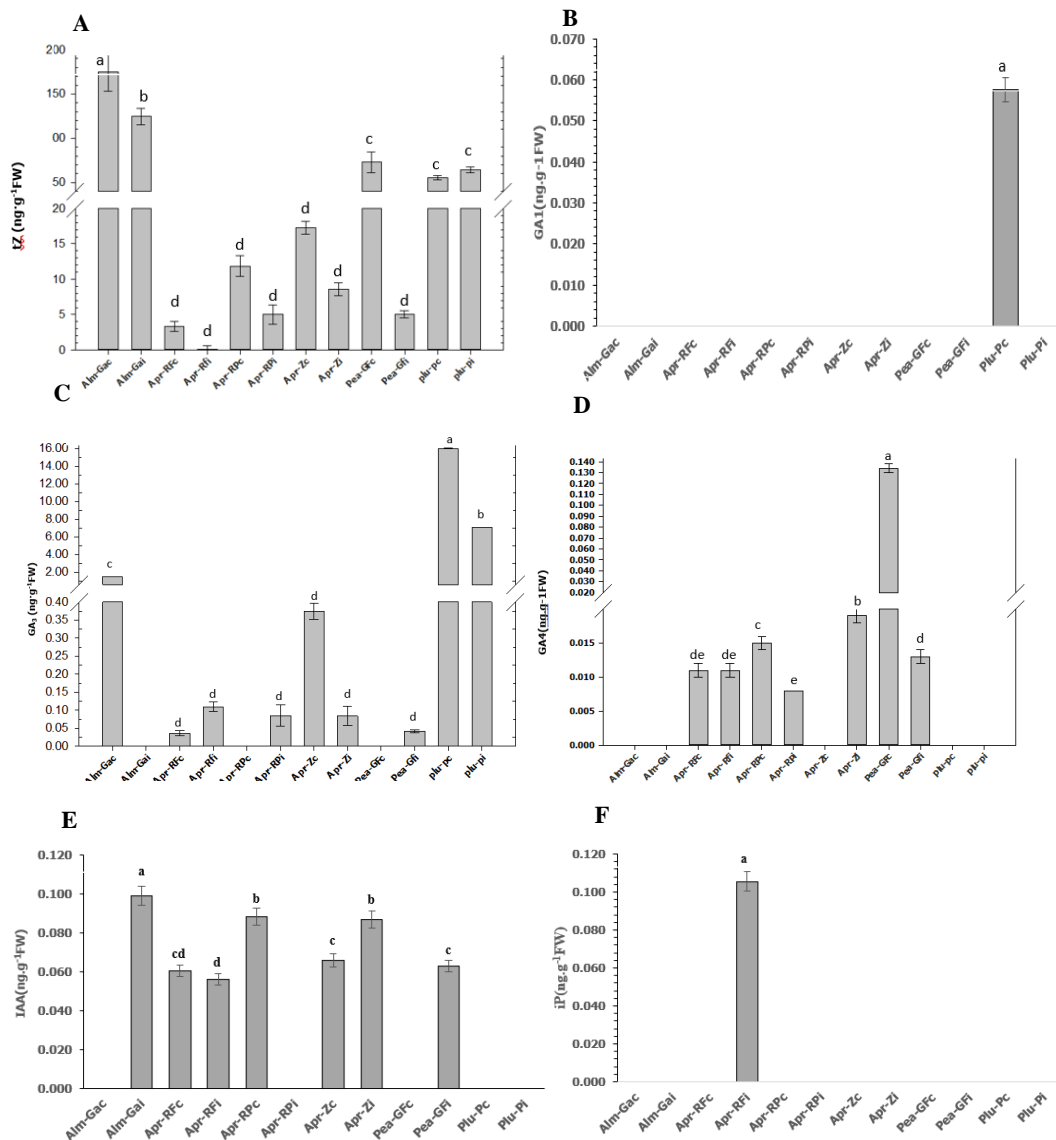 A
tZ (ng·g-1FW)
200
150
00
50
20
15
10
5
0
a
b
d
d
d
d
d
d
c
d
c
c
Alm-Gac
Alm-Gai
Apr-RFc
Apr-Rfi
Apr-RPc
Apr-RPi
Apr-Zc
Apr-Zi
Pea-GFc
Pea-Gfi
plu-pc
plu-pi
B
GA1(ng.g-1FW)
0.070
0.060
0.050
0.040
0.030
0.020
0.010
0.000
a
Alm-Gac
Alm-Gai
Apr-RFc
Apr-RFi
Apr-RPc
Apr-RPi
Apr-Zc
Apr-Zi
Pea-GFc
Pea-GFi
Plu-Pc
Plu-Pi
C
GA3 (ng·g-1FW)
16.00
14.00
12.00
10.00
8.00
6.00
4.00
2.00
0.40
0.35
0.30
0.25
0.20
0.15
0.10
0.05
0.00
c
d
d
d
d
d
d
a
b
Alm-Gac
Alm-Gai
Apr-RFc
Apr-Rfi
Apr-RPc
Apr-RPi
Apr-Zc
Apr-Zi
Pea-GFc
Pea-Gfi
plu-pc
plu-pi
D
GA4(ng.g-1FW)
0.140
0.130
0.120
0.110
0.100
0.090
0.080
0.070
0.060
0.050
0.040
0.030
0.020
0.015
0.010
0.005
0.000
de
de
c
e
b
a
d
Alm-Gac
Alm-Gai
Apr-RFc
Apr-Rfi
Apr-RPc
Apr-RPi
Apr-Zc
Apr-Zi
Pea-GFc
Pea-Gfi
plu-pc
plu-pi
E
IAA(ng.g-1FW)
0.120
0.100
0.080
0.060
0.040
0.020
0.000
a
cd
d
b
c
b
c
Alm-Gac
Alm-Gai
Apr-RFc
Apr-RFi
Apr-RPc
Apr-RPi
Apr-Zc
Apr-Zi
Pea-GFc
Pea-GFi
Plu-Pc
Plu-Pi
F
iP(ng.g-1FW)
0.120
0.100
0.080
0.060
0.040
0.020
0.000
a
Alm-Gac
Alm-Gai
Apr-RFc
Apr-RFi
Apr-RPc
Apr-RPi
Apr-Zc
Apr-Zi
Pea-GFc
Pea-GFi
Plu-Pc
Plu-Pi